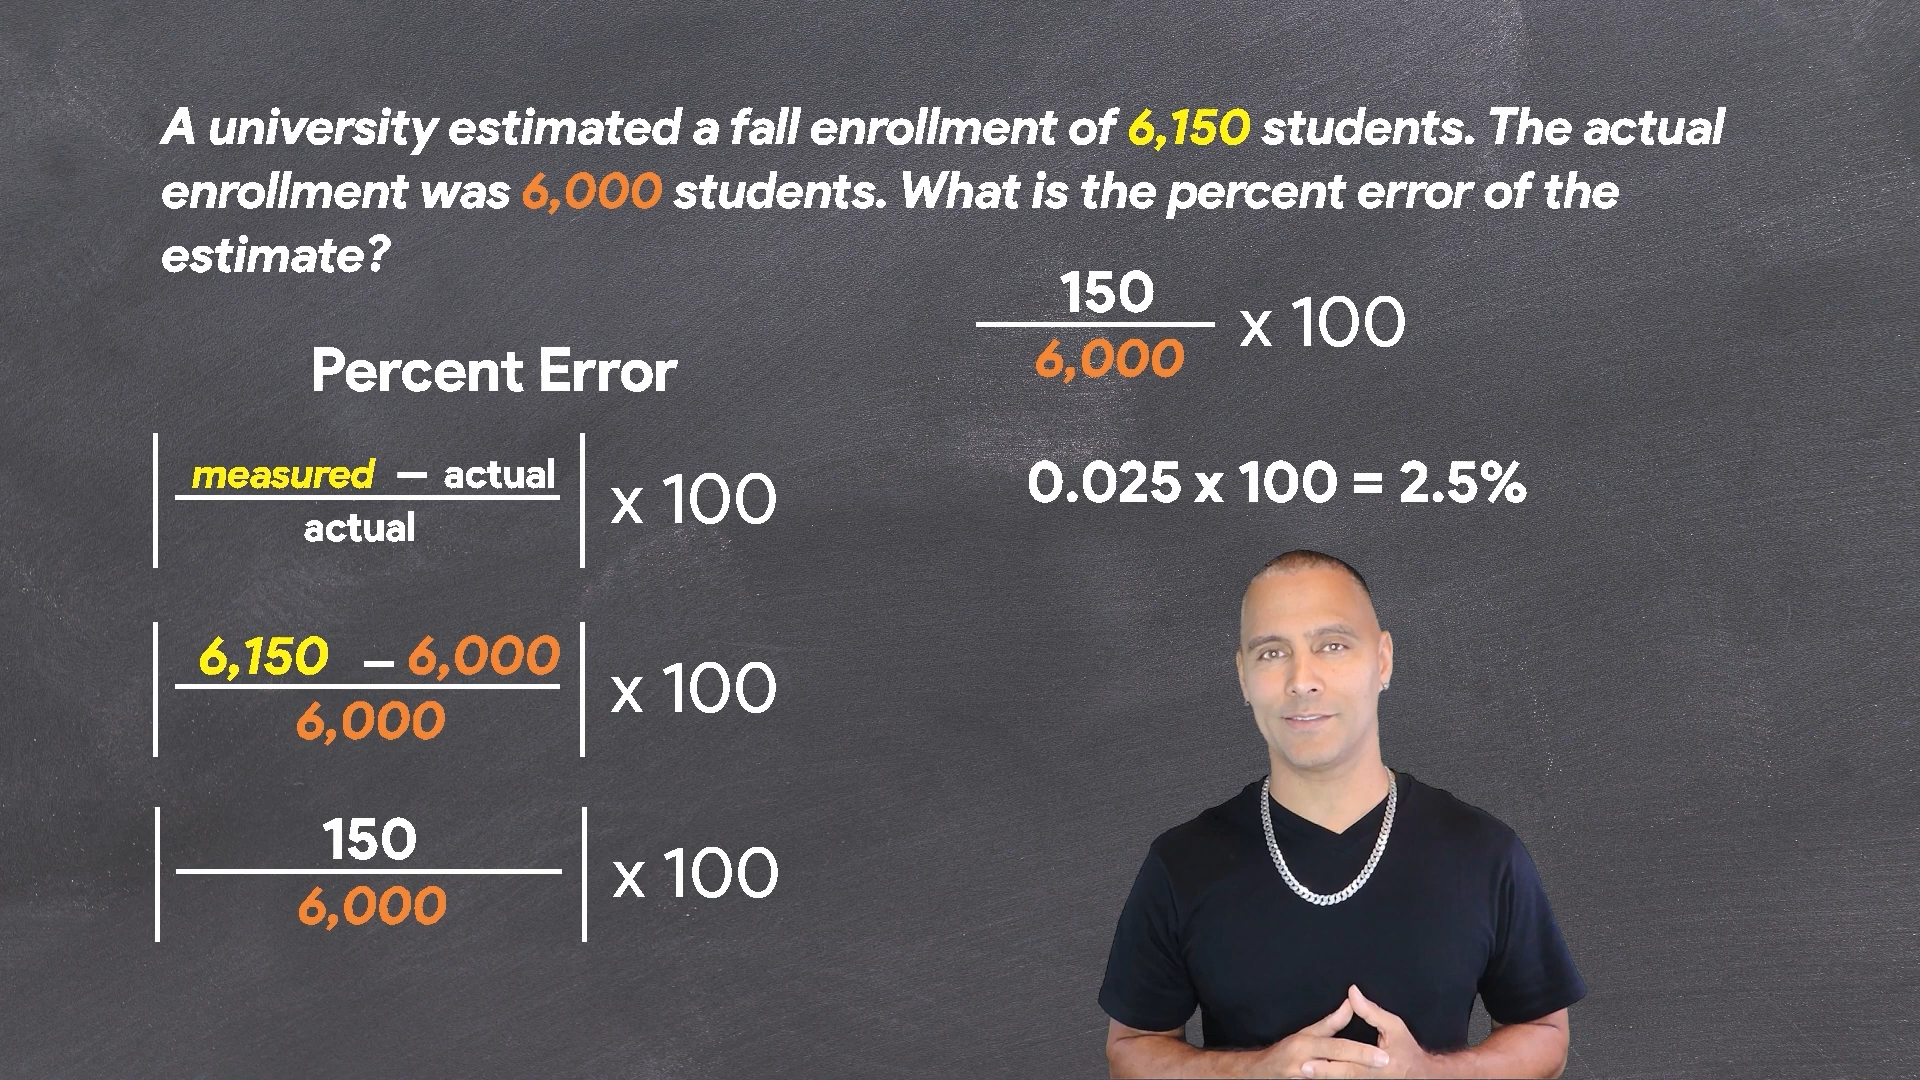 A university estimated a fall enrollment of 6,150 students. The actual
enrollment was 6,000 students. What is the percent error of the
estimate?
Percent Error
measured – actual
actual
x 100
6,150 – 6,000
6,000
x 100
150
6,000
x 100
150
6,000
x 100
0.025 x 100 = 2.5%